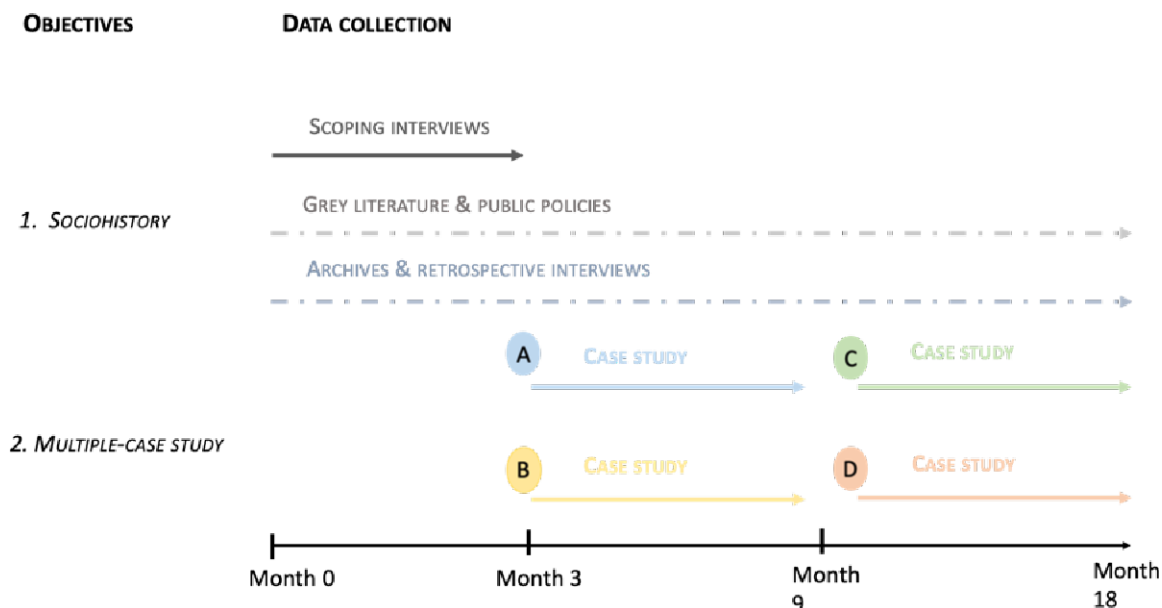 OBJECTIVES
DATA COLLECTION
SCOPING INTERVIEWS
1. SOCIOHISTORY
GREY LITERATURE & PUBLIC POLICIES
ARCHIVES & RETROSPECTIVE INTERVIEWS
A
CASE STUDY
C
CASE STUDY
2. MULTIPLE-CASE STUDY
B
CASE STUDY
D
CASE STUDY
Month 0
Month 3
Month
9
Month
18